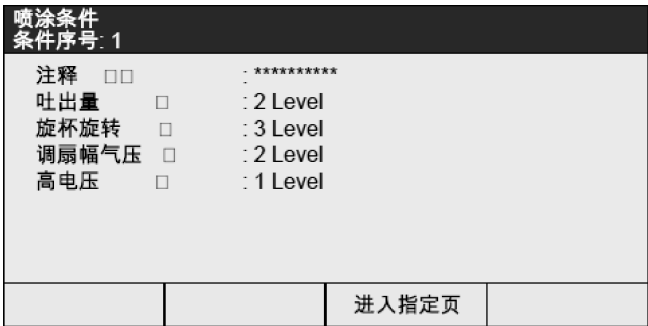 喷涂条件
条件序号: 1
注释 □□ : **********
吐出量 □ : 2 Level
旋杯旋转 □ : 3 Level
调扇幅气压 □ : 2 Level
高电压 □ : 1 Level
进入指定页